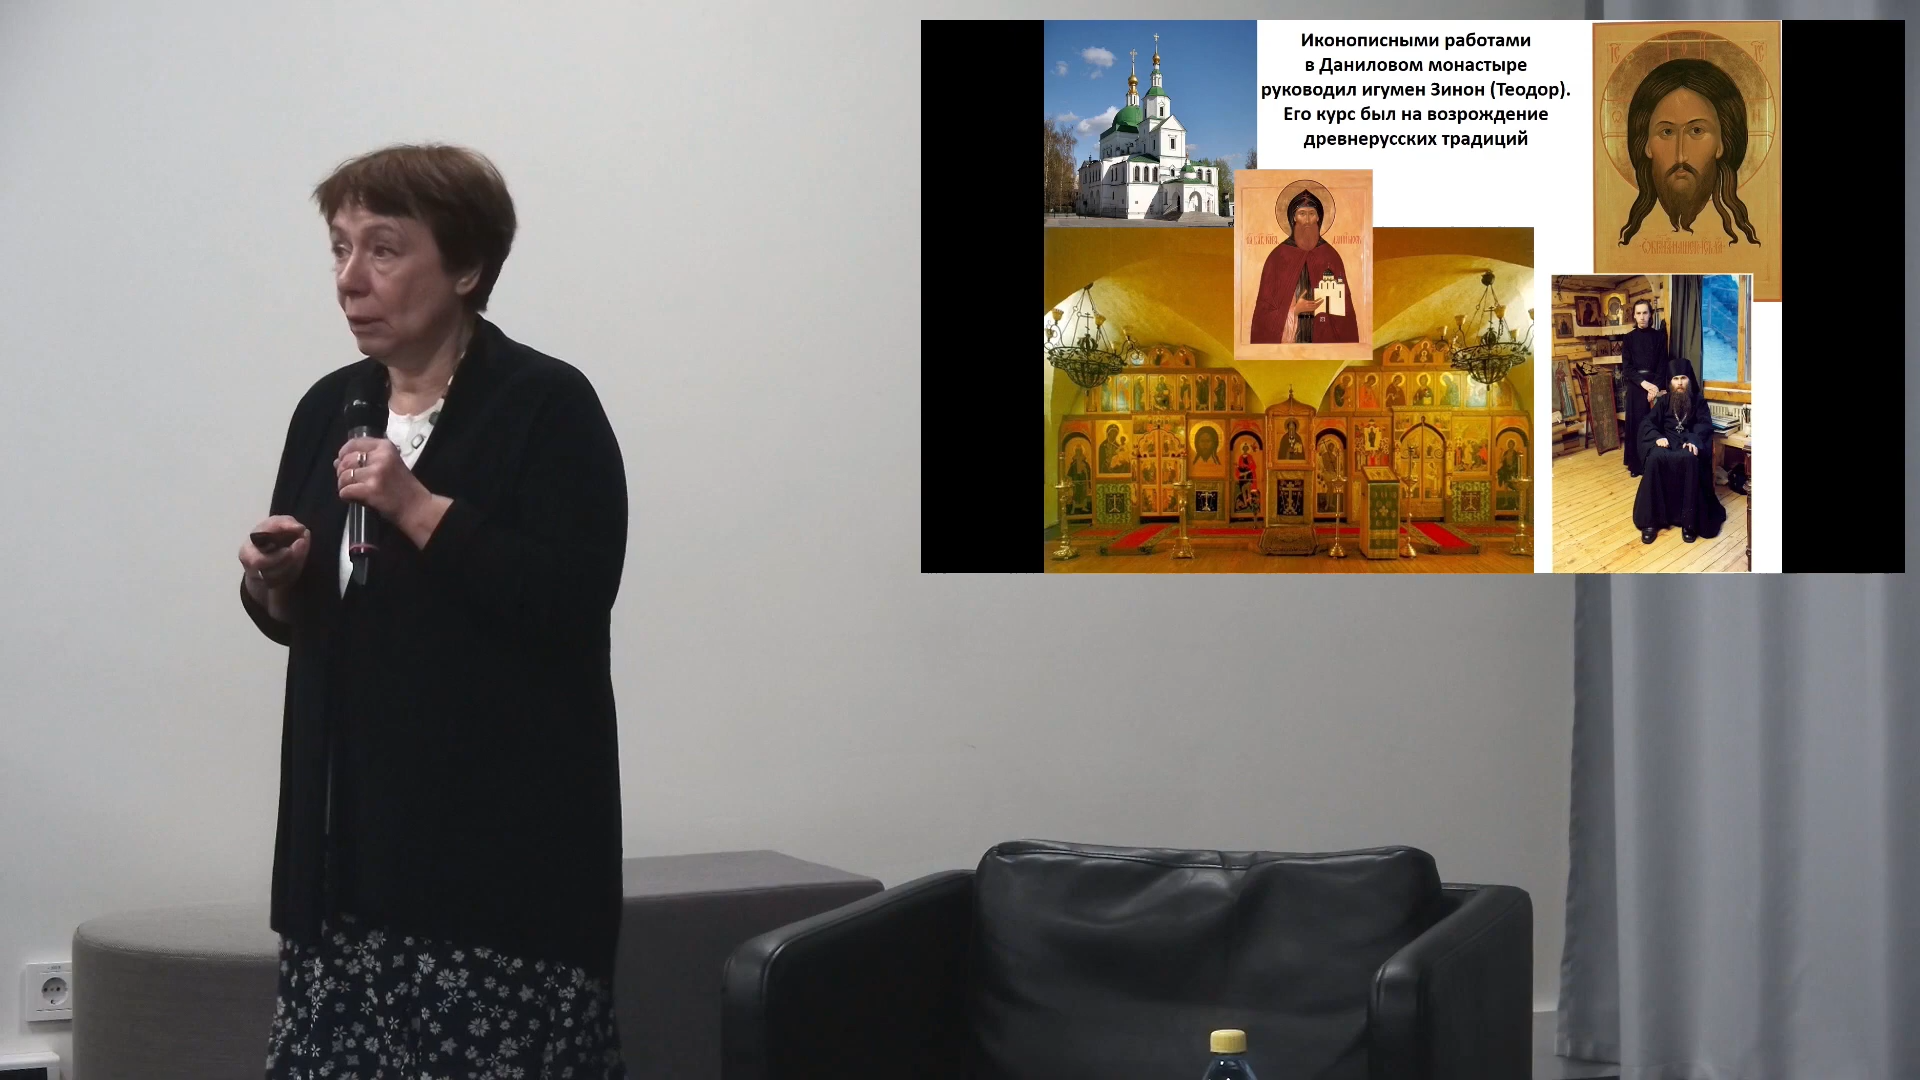 Иконописными работами
в Даниловом монастыре
руководил игумен Зинон (Теодор).
Его курс был на возрождение
древнерусских традиций